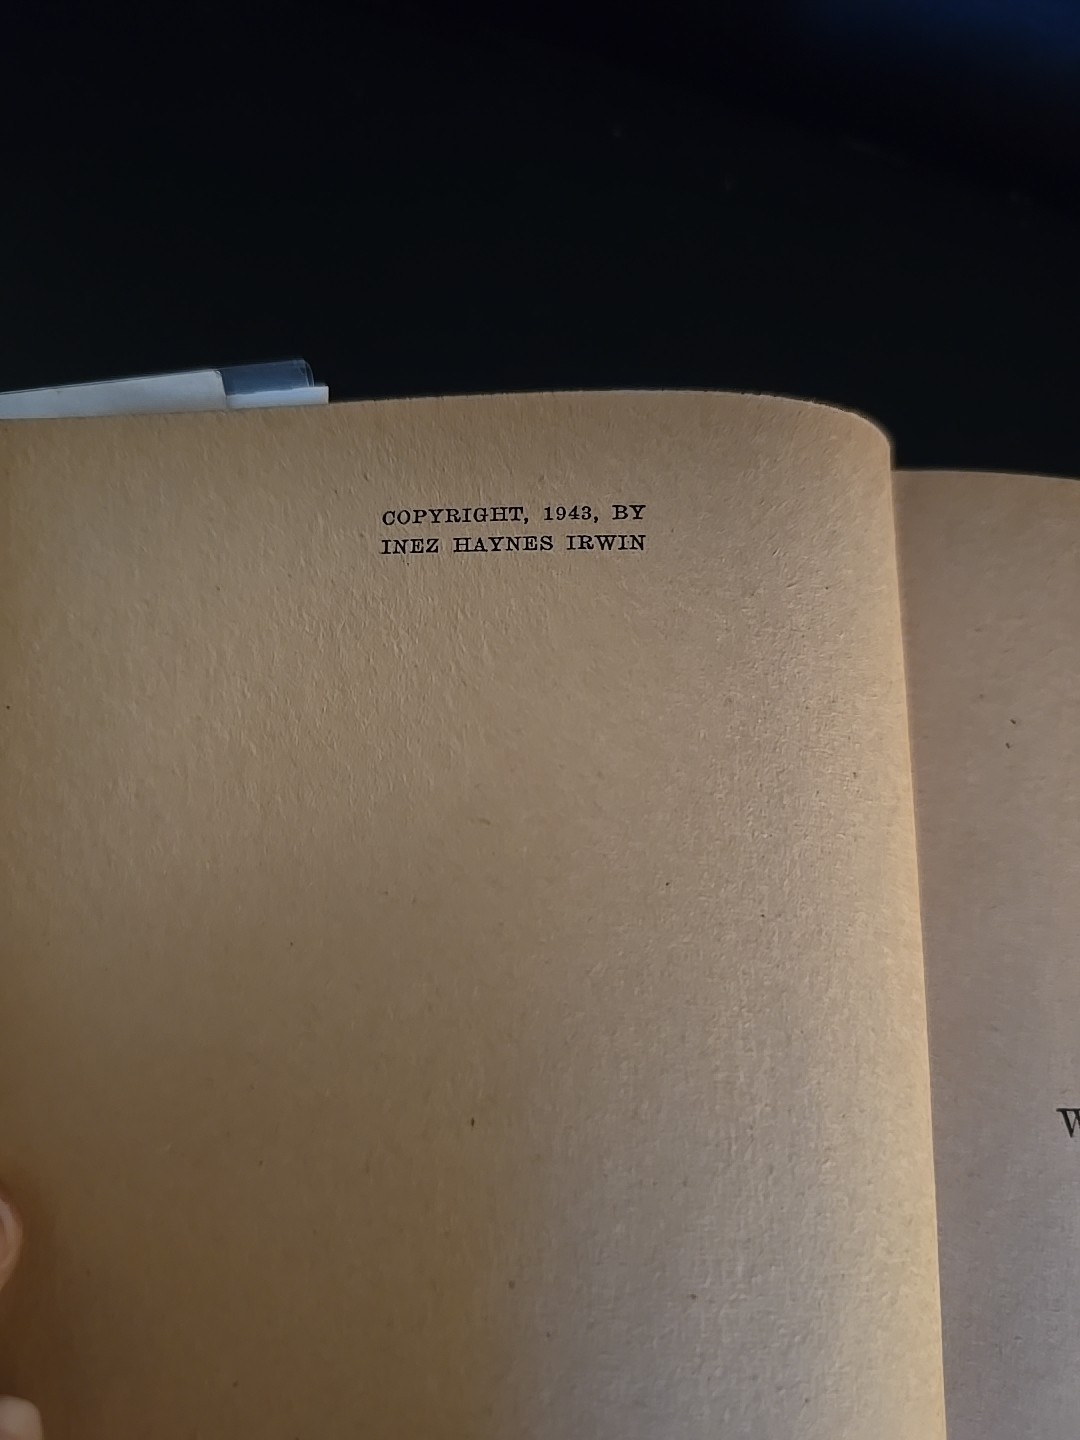 COPYRIGHT, 1943, BY
INEZ HAYNES IRWIN